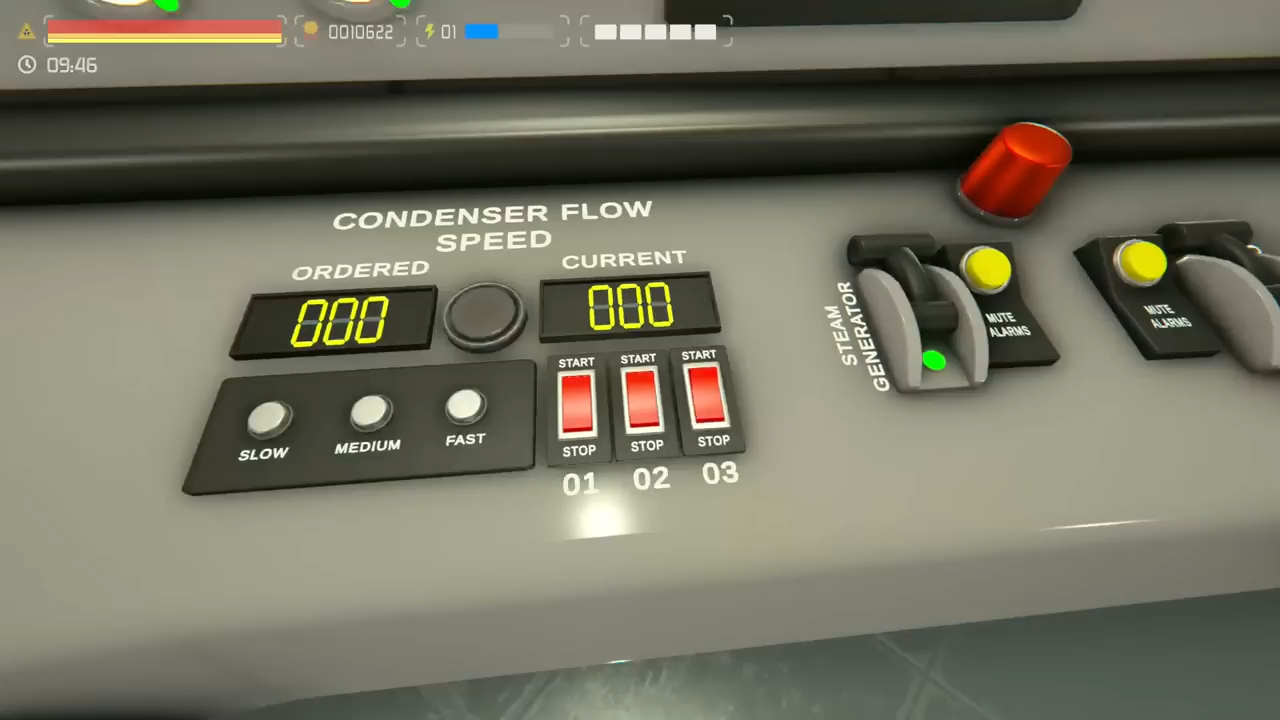 0010622
01
09:46
CONDENSER FLOW
SPEED
ORDERED
CURRENT
000
000
START
START
START
SLOW
MEDIUM
FAST
STOP
STOP
STOP
01
02
03
STEAM
GENERATOR
MUTE
ALARMS
MUTE
ALARMS